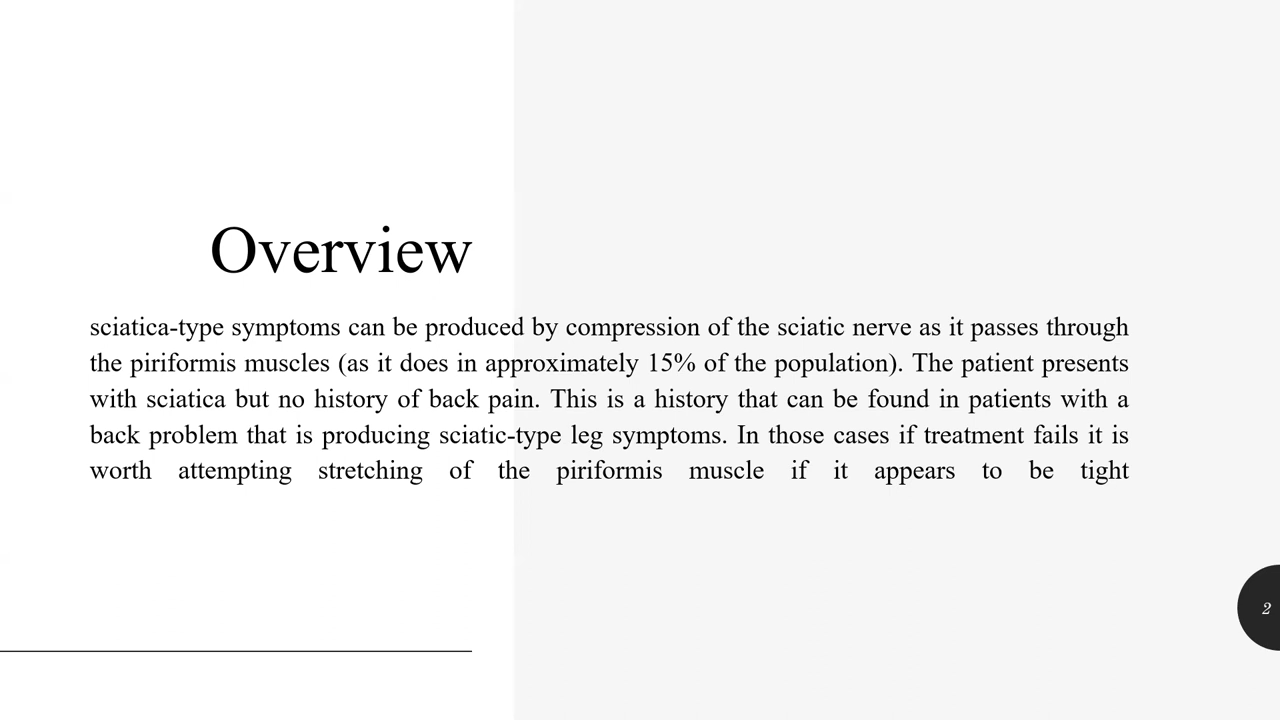 Overview
sciatica-type symptoms can be produced by compression of the sciatic nerve as it passes through
the piriformis muscles (as it does in approximately 15% of the population). The patient presents
with sciatica but no history of back pain. This is a history that can be found in patients with a
back problem that is producing sciatic-type leg symptoms. In those cases if treatment fails it is
worth attempting stretching of the piriformis muscle if it appears to be tight
2